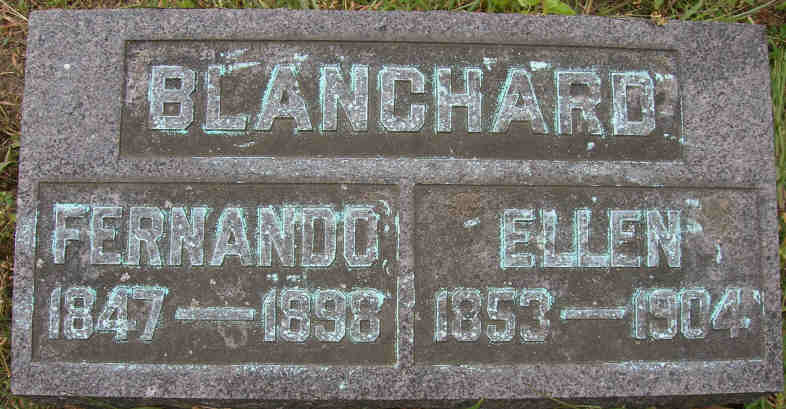 BLANCHARD
FERNANDO
1847—1898
ELLEN
1853—1904